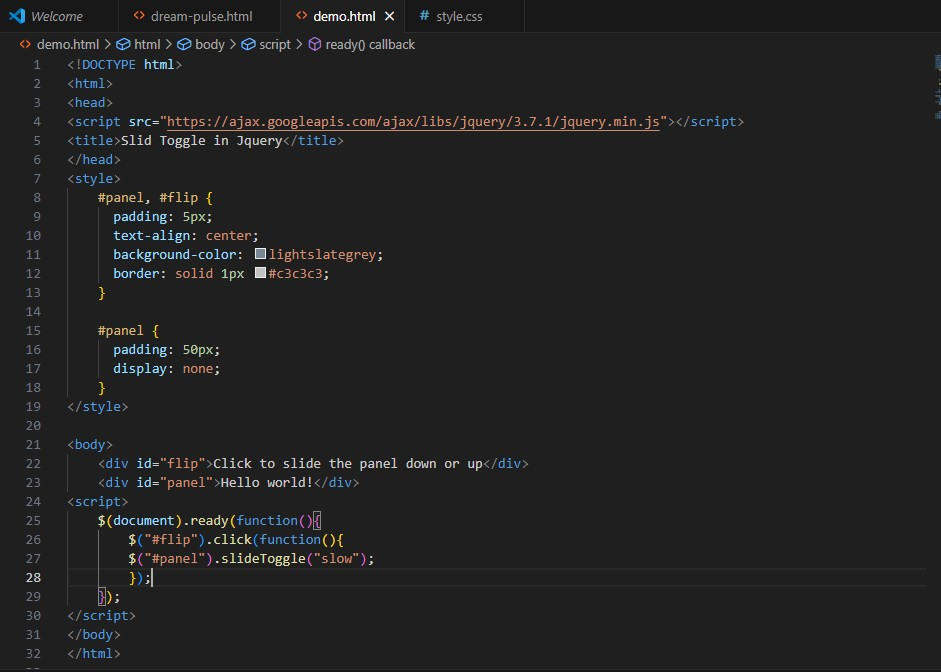 Welcome dream-pulse.html demo.html style.css
demo.html > html > body > script > ready() callback
1 <!DOCTYPE html>
2 <html>
3 <head>
4 <script src="https://ajax.googleapis.com/ajax/libs/jquery/3.7.1/jquery.min.js"></script>
5 <title>Slid Toggle in Jquery</title>
6 </head>
7 <style>
8 #panel, #flip {
9 padding: 5px;
10 text-align: center;
11 background-color: lightslategrey;
12 border: solid 1px #c3c3c3;
13 }
14
15 #panel {
16 padding: 50px;
17 display: none;
18 }
19 </style>
20
21 <body>
22 <div id="flip">Click to slide the panel down or up</div>
23 <div id="panel">Hello world!</div>
24 <script>
25 $(document).ready(function(){
26 $("#flip").click(function(){
27 $("#panel").slideToggle("slow");
28 });
29 });
30 </script>
31 </body>
32 </html>